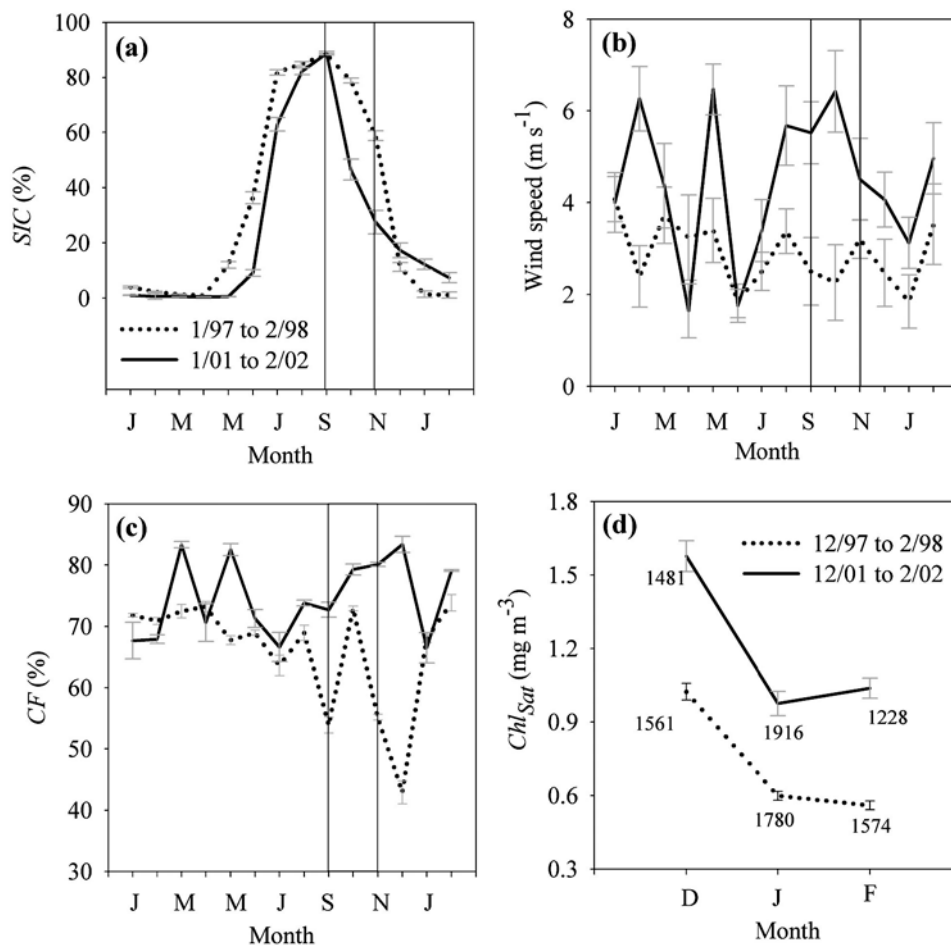 (a)
100
80
60
40
20
0
SIC (%)
1/97 to 2/98
1/01 to 2/02
J M M J S N J
Month
(b)
8
6
4
2
0
Wind speed (m s⁻¹)
J M M J S N J
Month
(c)
90
80
70
60
50
40
30
CF (%)
J M M J S N J
Month
(d)
1.8
1.5
1.2
0.9
0.6
0.3
Chl_Sat (mg m⁻³)
12/97 to 2/98
12/01 to 2/02
1481
1916
1228
1561
1780
1574
D J F
Month